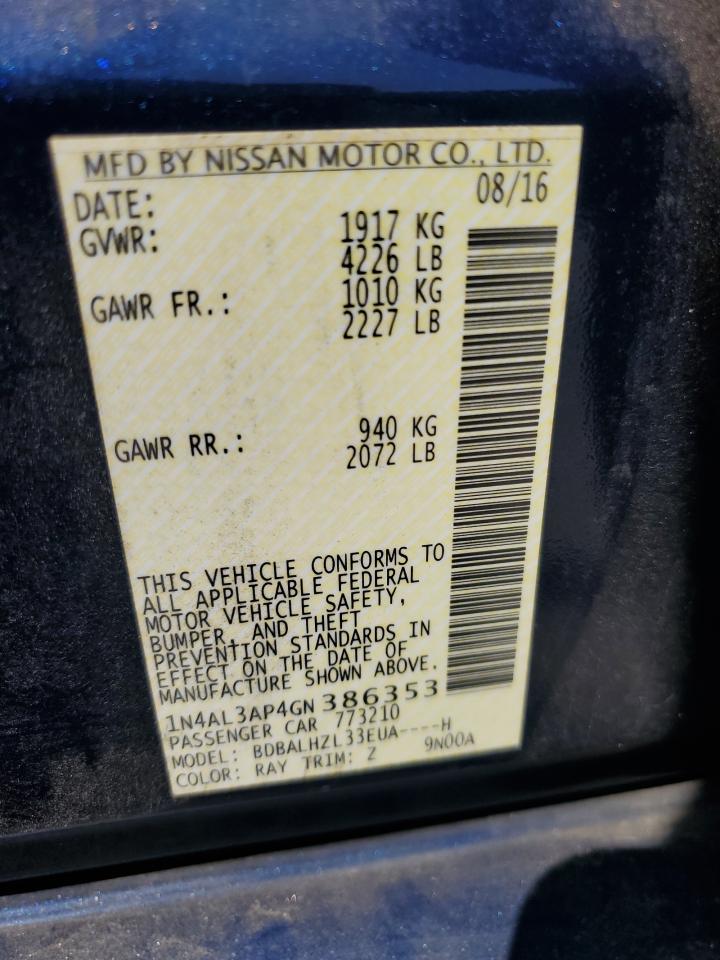 MFD BY NISSAN MOTOR CO., LTD.
DATE: 08/16
GVWR: 1917 KG
4226 LB
GAWR FR.: 1010 KG
2227 LB
GAWR RR.: 940 KG
2072 LB
THIS VEHICLE CONFORMS TO
ALL APPLICABLE FEDERAL
MOTOR VEHICLE SAFETY,
BUMPER, AND THEFT
PREVENTION STANDARDS IN
EFFECT ON THE DATE OF
MANUFACTURE SHOWN ABOVE.
1N4AL3AP4GN386353
PASSENGER CAR 773210
MODEL: BDBALHZL33EUA----H
COLOR: RAY TRIM: Z 9N00A